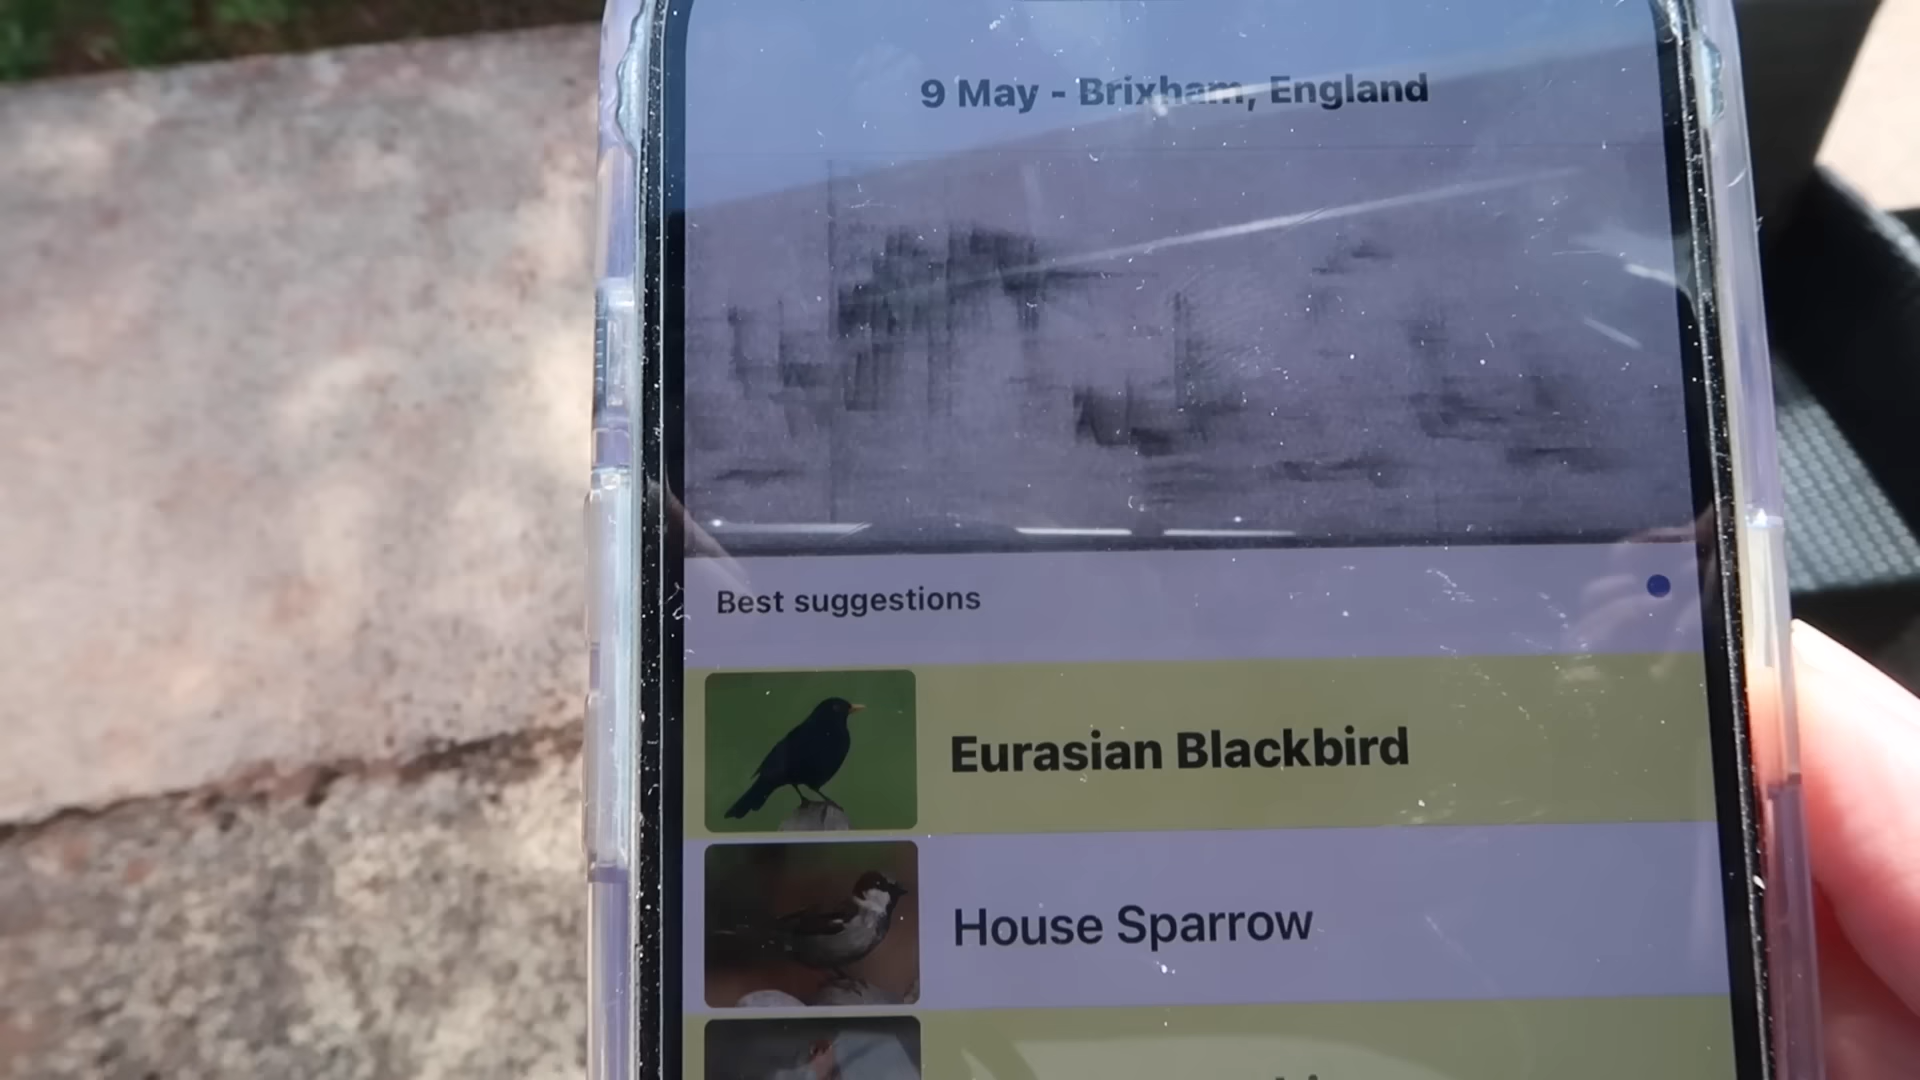 9 May - Brixham, England
Best suggestions
Eurasian Blackbird
House Sparrow